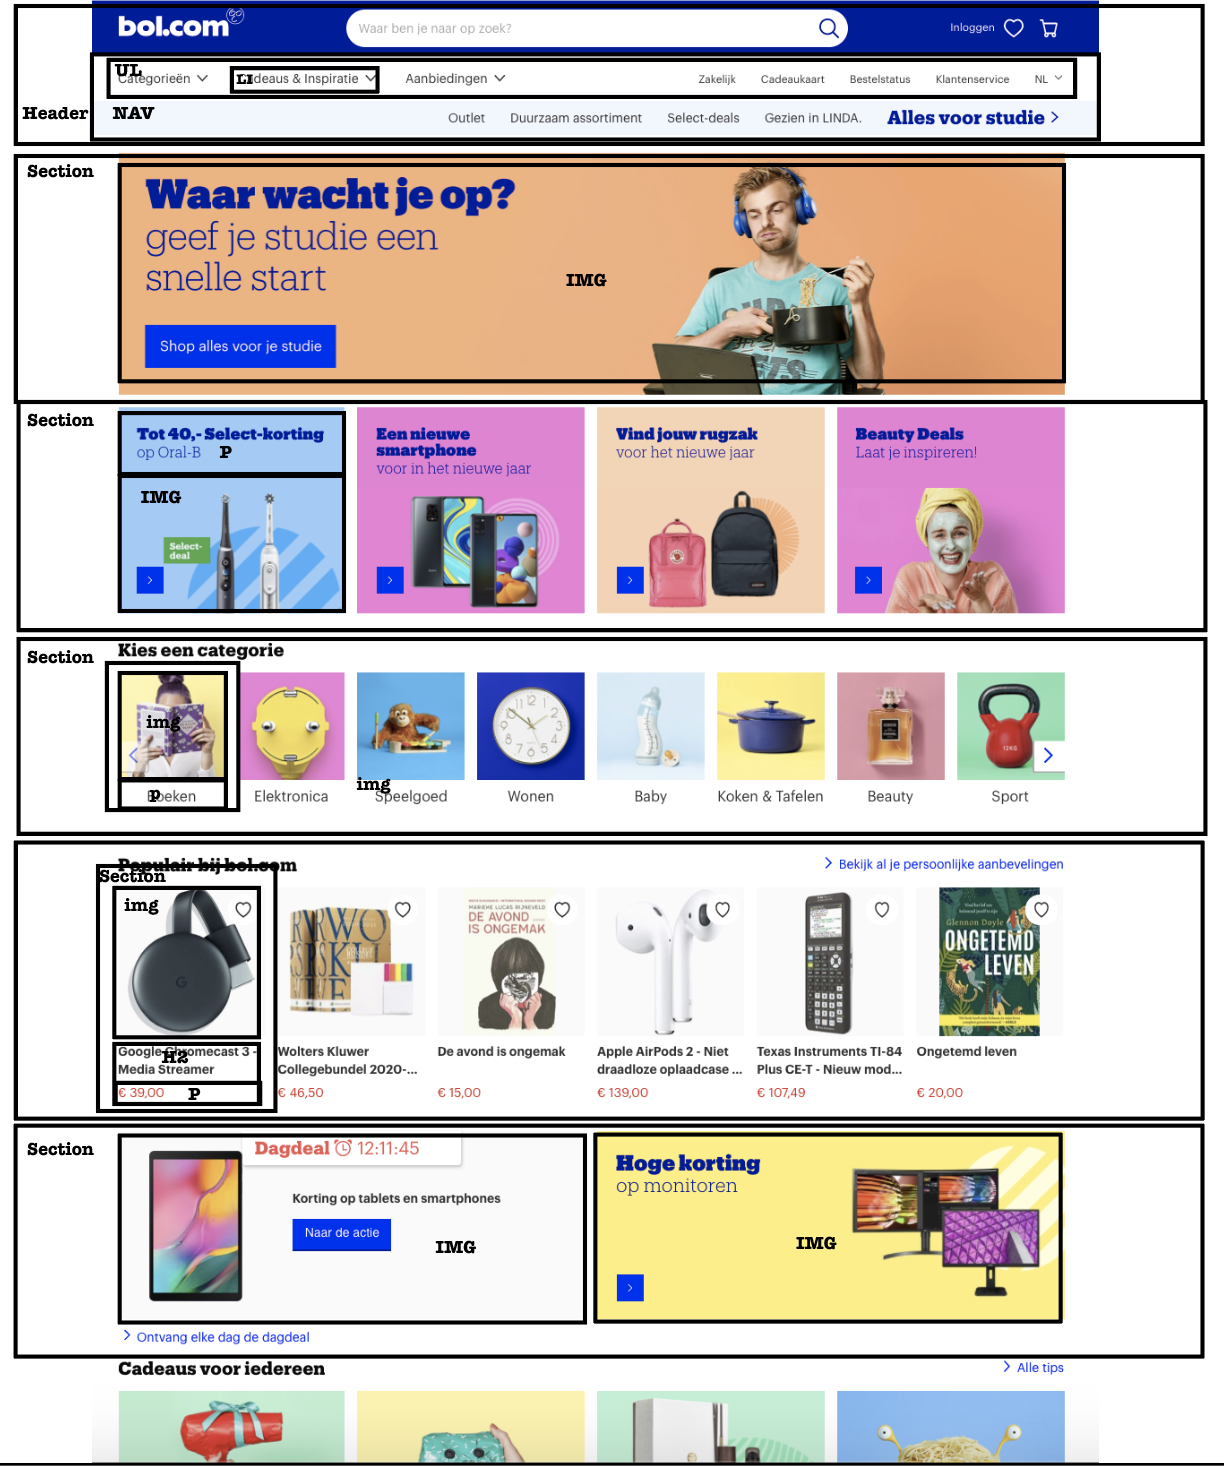 bol.com
Waar ben je naar op zoek?
Inloggen
UL
Categorieën
LI
Cadeaus & Inspiratie
Aanbiedingen
Zakelijk
Cadeaukaart
Bestelstatus
Klantenservice
NL
Header
NAV
Outlet
Duurzaam assortiment
Select-deals
Gezien in LINDA.
Alles voor studie
Section
Waar wacht je op?
geef je studie een
snelle start
IMG
Shop alles voor je studie
Section
Tot 40,- Select-korting
op Oral-B
P
IMG
Select-
deal
Een nieuwe
smartphone
voor in het nieuwe jaar
Vind jouw rugzak
voor het nieuwe jaar
Beauty Deals
Laat je inspireren!
Section
Kies een categorie
img
12KG
img
p
Boeken
Elektronica
Speelgoed
Wonen
Baby
Koken & Tafelen
Beauty
Sport
Populair bij bol.com
Bekijk al je persoonlijke aanbevelingen
Section
img
MARIEKE LUCAS RIJNEVELD
DE AVOND
IS ONGEMAK
Glennon Doyle
ONGETEMD
LEVEN
H2
Google Chromecast 3 -
Media Streamer
P
€ 39,00
Wolters Kluwer
Collegebundel 2020-...
€ 46,50
De avond is ongemak
€ 15,00
Apple AirPods 2 - Niet
draadloze oplaadcase ...
€ 139,00
Texas Instruments TI-84
Plus CE-T - Nieuw mod...
€ 107,49
Ongetemd leven
€ 20,00
Section
Dagdeal 12:11:45
Korting op tablets en smartphones
Naar de actie
IMG
Hoge korting
op monitoren
IMG
Ontvang elke dag de dagdeal
Cadeaus voor iedereen
Alle tips